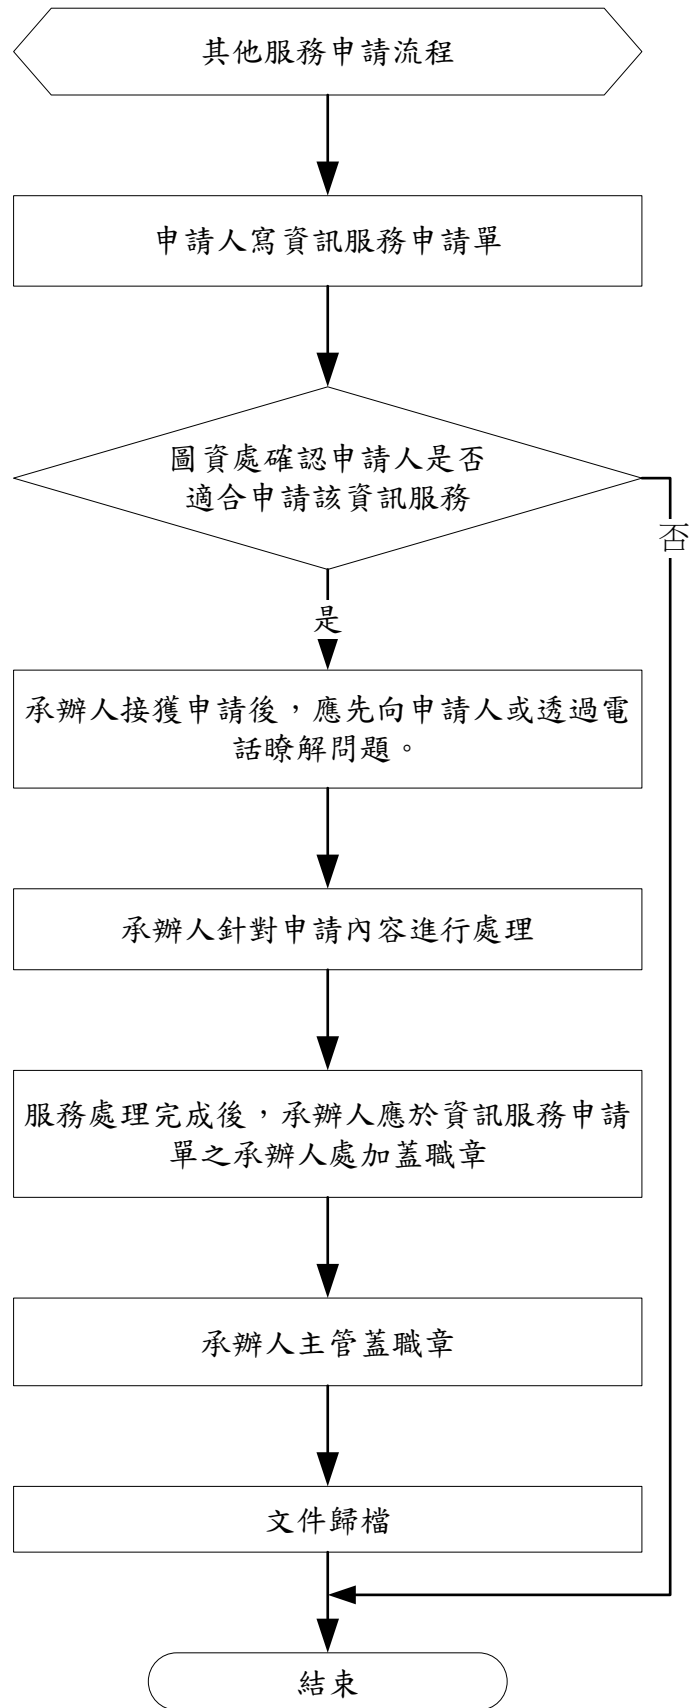 其他服務申請流程
申請人寫資訊服務申請單
圖資處確認申請人是否
適合申請該資訊服務
否
是
承辦人接獲申請後，應先向申請人或透過電
話瞭解問題。
承辦人針對申請內容進行處理
服務處理完成後，承辦人應於資訊服務申請
單之承辦人處加蓋職章
承辦人主管蓋職章
文件歸檔
結束